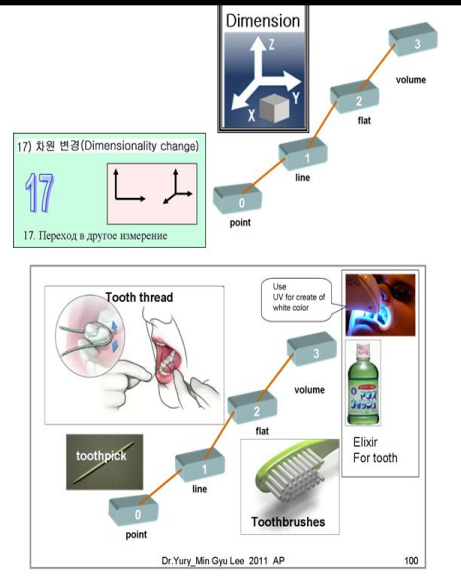 Dimension
Z
Y
X
3
volume
2
flat
1
line
0
point
17) 차원 변경(Dimensionality change)
17
17. Переход в другое измерение
Tooth thread
Use
UV for create of
white color
3
volume
2
flat
Elixir
For tooth
toothpick
1
line
Toothbrushes
0
point
Dr.Yury_Min Gyu Lee 2011 AP
100